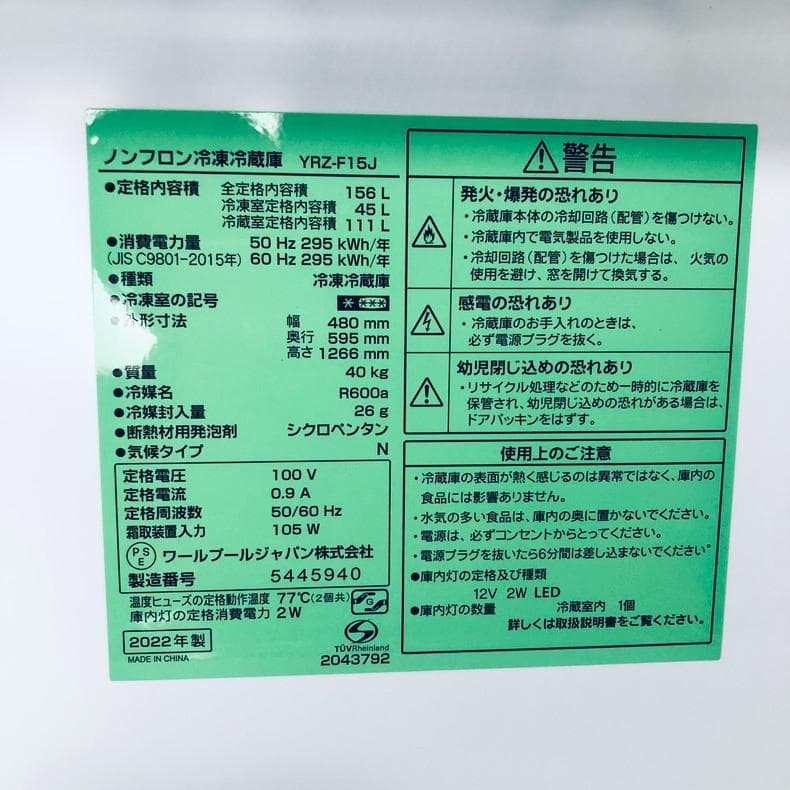 ノンフロン冷凍冷蔵庫 YRZ-F15J
●定格内容積 全定格内容積 156 L
冷凍室定格内容積 45 L
冷蔵室定格内容積 111 L
●消費電力量 50 Hz 295 kWh/年
(JIS C9801-2015年) 60 Hz 295 kWh/年
●種類 冷凍冷蔵庫
●冷凍室の記号
●外形寸法 幅 480 mm
奥行 595 mm
高さ 1266 mm
●質量 40 kg
●冷媒名 R600a
●冷媒封入量 26 g
●断熱材用発泡剤 シクロペンタン
●気候タイプ N
定格電圧 100 V
定格電流 0.9 A
定格周波数 50/60 Hz
霜取装置入力 105 W
PSE ワールプールジャパン株式会社
製造番号 5445940
温度ヒューズの定格動作温度 77℃(2個共)
庫内灯の定格消費電力 2W
2022年製
MADE IN CHINA
TÜVRheinland
2043792
警告
発火・爆発の恐れあり
・冷蔵庫本体の冷却回路(配管)を傷つけない。
・冷蔵庫内で電気製品を使用しない。
・冷却回路(配管)を傷つけた場合は、火気の
使用を避け、窓を開けて換気する。
感電の恐れあり
・冷蔵庫のお手入れのときは、
必ず電源プラグを抜く。
幼児閉じ込めの恐れあり
・リサイクル処理などのため一時的に冷蔵庫を
保管され、幼児閉じ込めの恐れがある場合は、
ドアパッキンをはずす。
使用上のご注意
・冷蔵庫の表面が熱く感じるのは異常ではなく、庫内の
食品には影響ありません。
・水気の多い食品は、庫内の奥に置かないでください。
・電源は、必ずコンセントからとってください。
・電源プラグを抜いたら6分間は差し込まないでください。
●庫内灯の定格及び種類
12V 2W LED
●庫内灯の数量 冷蔵室内 1個
詳しくは取扱説明書をご覧ください。